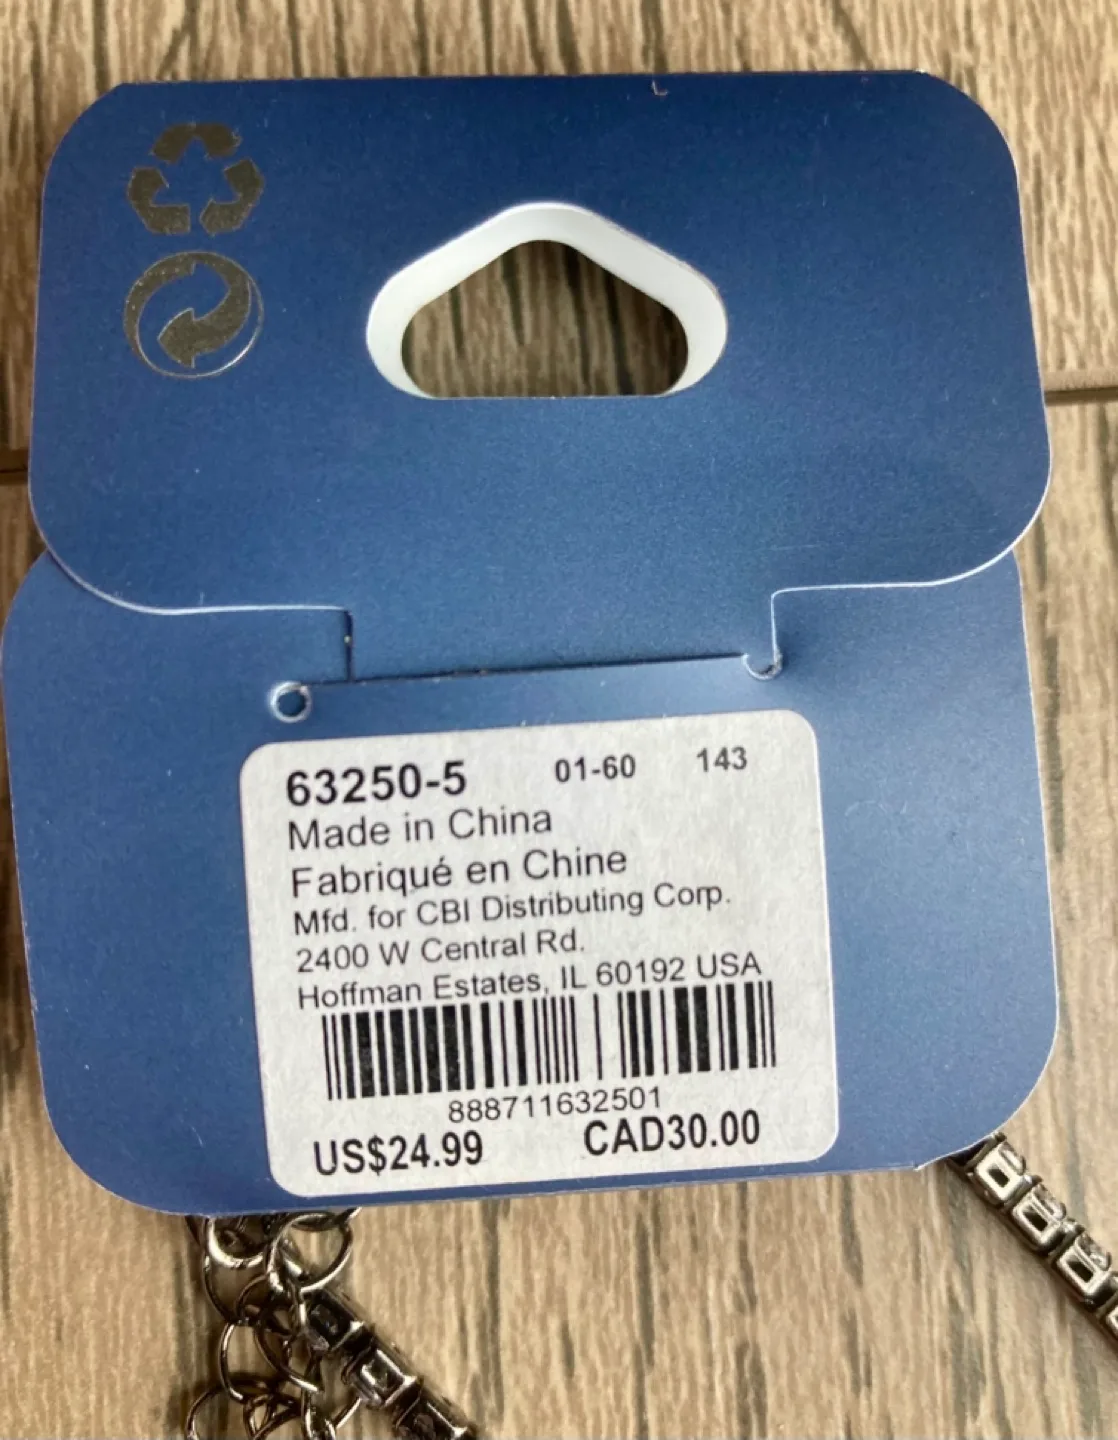 63250-5 01-60 143
Made in China
Fabriqué en Chine
Mfd. for CBI Distributing Corp.
2400 W Central Rd.
Hoffman Estates, IL 60192 USA
888711632501
US$24.99 CAD30.00